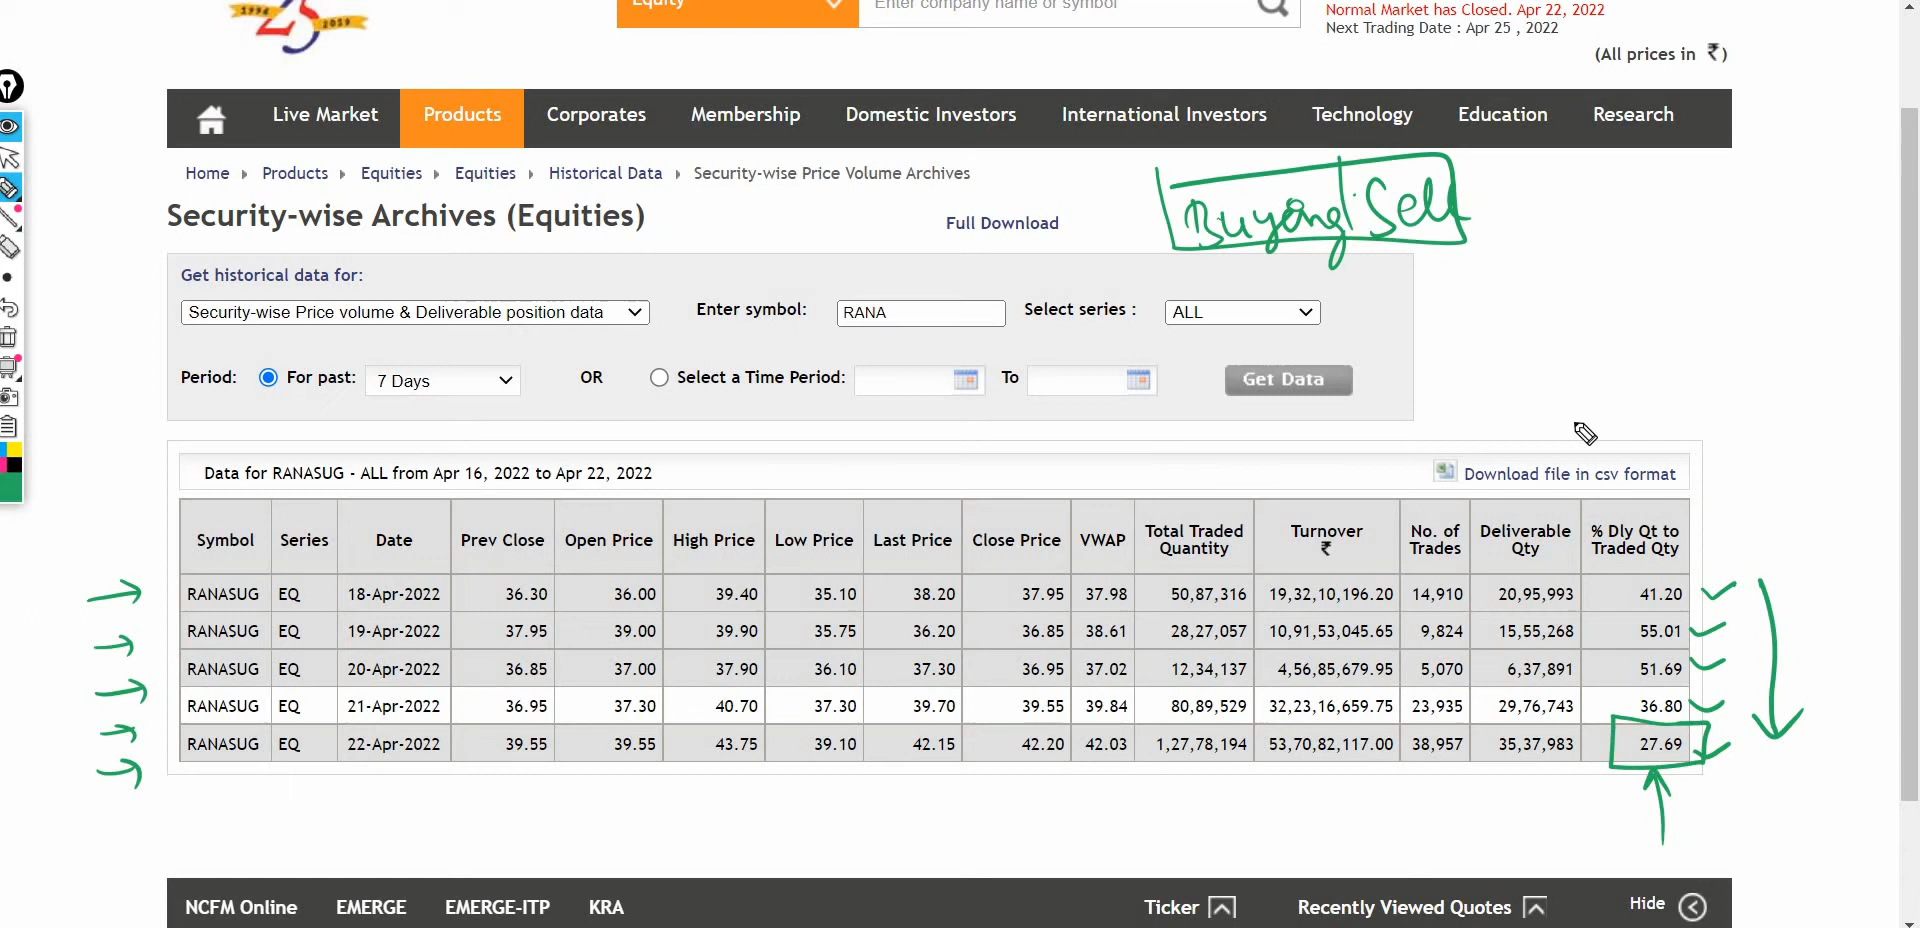 1994 25 2019
Equity Enter company name or symbol
Normal Market has Closed. Apr 22, 2022
Next Trading Date : Apr 25 , 2022
(All prices in ₹)
Live Market Products Corporates Membership Domestic Investors International Investors Technology Education Research
Home Products Equities Equities Historical Data Security-wise Price Volume Archives
Security-wise Archives (Equities)
Full Download
Buying Sell
Get historical data for:
Security-wise Price volume & Deliverable position data Enter symbol: RANA Select series : ALL
Period: For past: 7 Days OR Select a Time Period: To Get Data
Data for RANASUG - ALL from Apr 16, 2022 to Apr 22, 2022 Download file in csv format
Symbol Series Date Prev Close Open Price High Price Low Price Last Price Close Price VWAP Total Traded Quantity Turnover ₹ No. of Trades Deliverable Qty % Dly Qt to Traded Qty
RANASUG EQ 18-Apr-2022 36.30 36.00 39.40 35.10 38.20 37.95 37.98 50,87,316 19,32,10,196.20 14,910 20,95,993 41.20
RANASUG EQ 19-Apr-2022 37.95 39.00 39.90 35.75 36.20 36.85 38.61 28,27,057 10,91,53,045.65 9,824 15,55,268 55.01
RANASUG EQ 20-Apr-2022 36.85 37.00 37.90 36.10 37.30 36.95 37.02 12,34,137 4,56,85,679.95 5,070 6,37,891 51.69
RANASUG EQ 21-Apr-2022 36.95 37.30 40.70 37.30 39.70 39.55 39.84 80,89,529 32,23,16,659.75 23,935 29,76,743 36.80
RANASUG EQ 22-Apr-2022 39.55 39.55 43.75 39.10 42.15 42.20 42.03 1,27,78,194 53,70,82,117.00 38,957 35,37,983 27.69
NCFM Online EMERGE EMERGE-ITP KRA Ticker Recently Viewed Quotes Hide